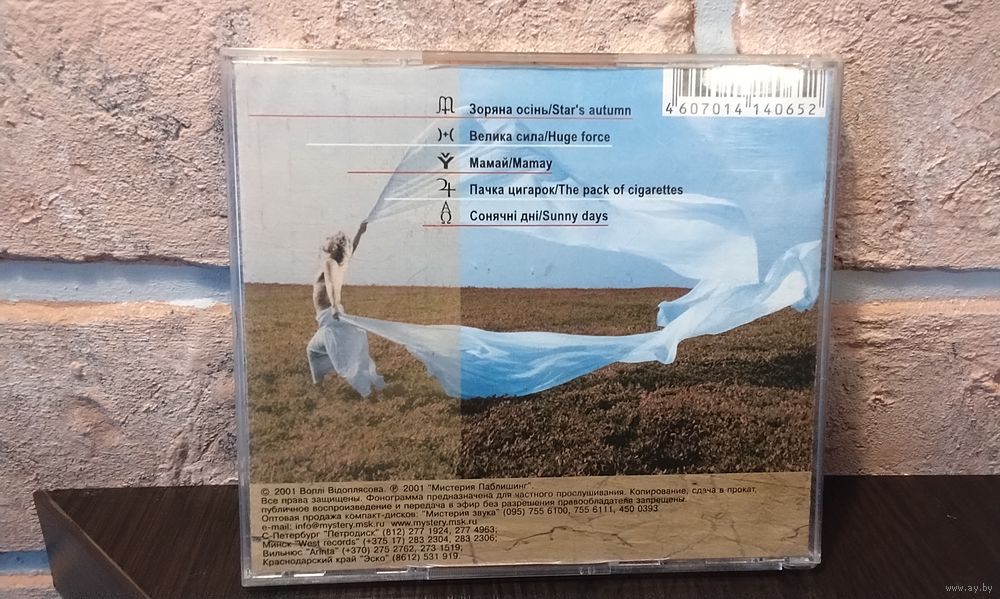 4607014 140652
Зоряна осінь/Star's autumn
Велика сила/Huge force
Мамай/Mamay
Пачка цигарок/The pack of cigarettes
Сонячні дні/Sunny days
© 2001 Воплі Відоплясова. ℗ 2001 "Мистерия Паблишинг".
Все права защищены. Фонограмма предназначена для частного прослушивания. Копирование, сдача в прокат,
публичное воспроизведение и передача в эфир без разрешения правообладателя запрещены.
Оптовая продажа компакт-дисков: "Мистерия звука" (095) 755 6100, 755 6111, 450 0393
e-mail: info@mystery.msk.ru www.mystery.msk.ru
С-Петербург "Петродиск" (812) 277 1924, 277 4963;
Минск "West records" (+375 17) 283 2304, 283 2306;
Вильнюс "Arinta" (+370) 275 2762, 273 1519;
Краснодарский край "Эско" (8612) 531 919.
www.ay.by